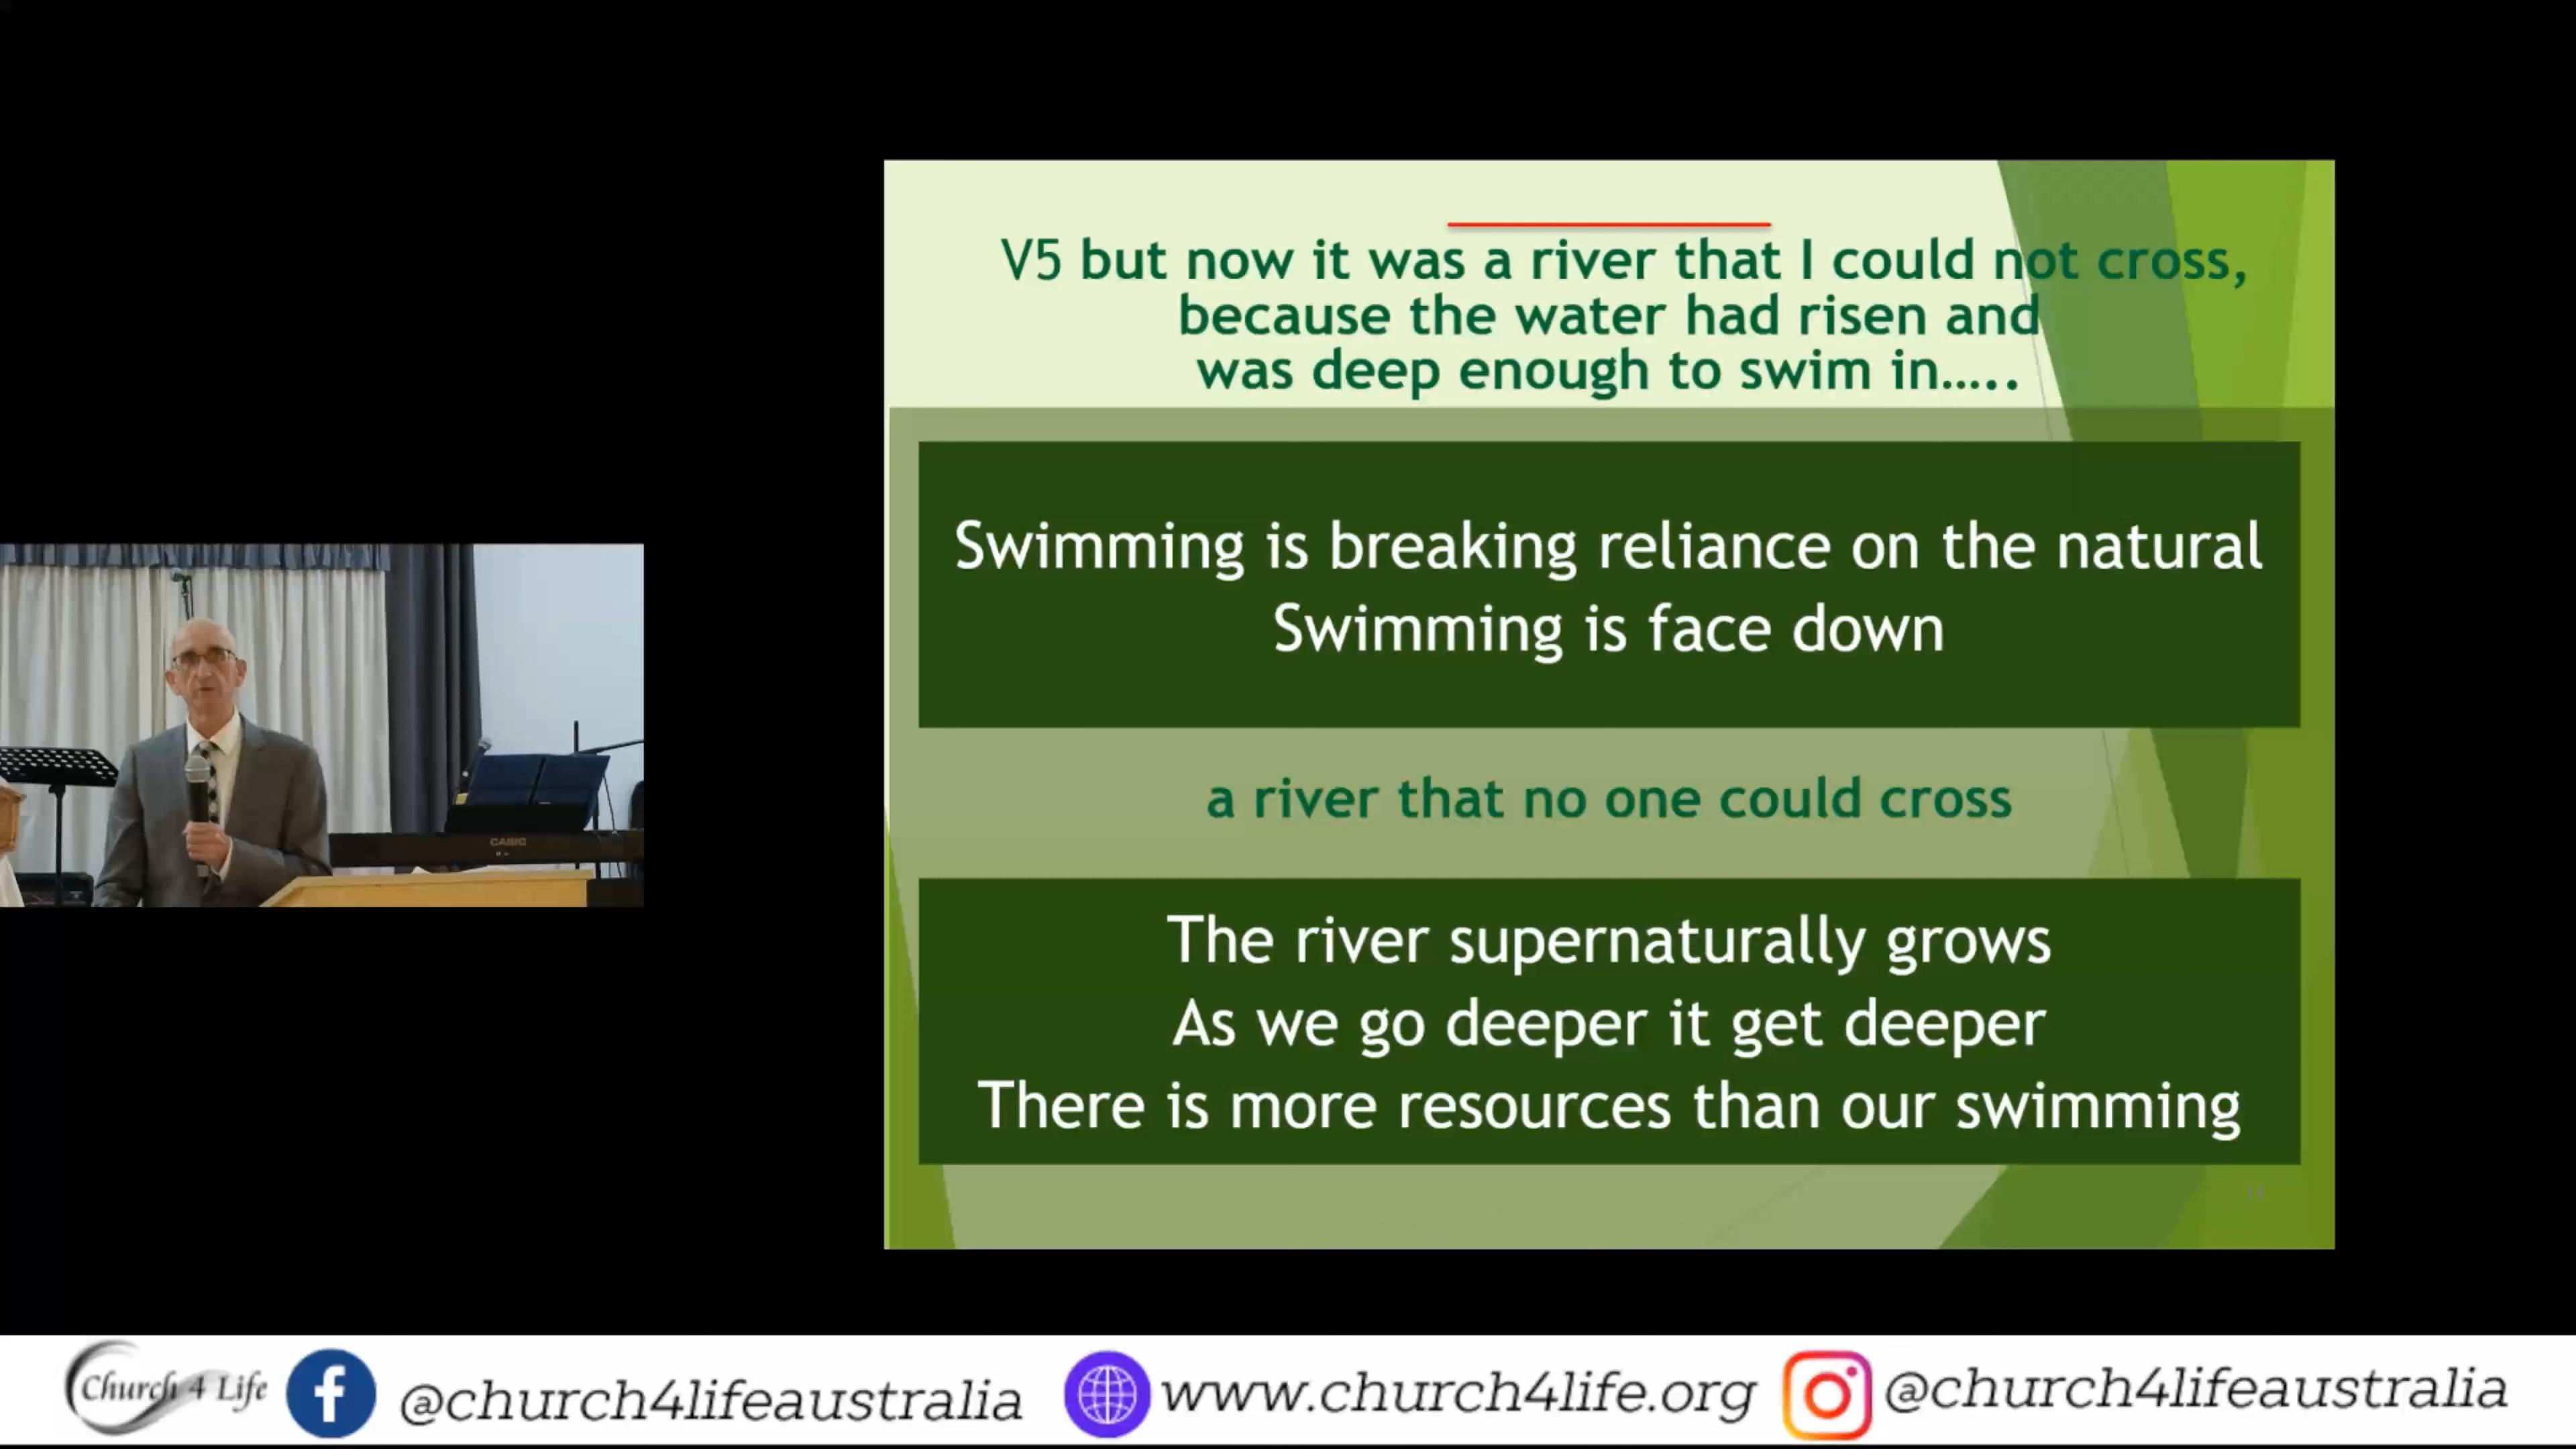 V5 but now it was a river that I could not cross,
because the water had risen and
was deep enough to swim in.....
Swimming is breaking reliance on the natural
Swimming is face down
a river that no one could cross
The river supernaturally grows
As we go deeper it get deeper
There is more resources than our swimming
CASIO
Church 4 Life
@church4lifeaustralia
www.church4life.org
@church4lifeaustralia